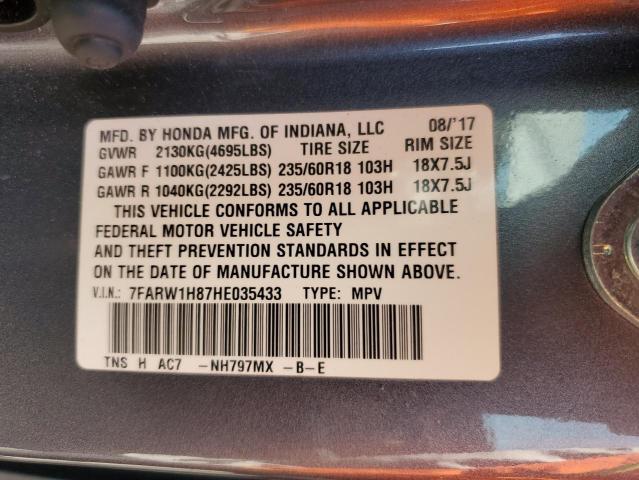 MFD. BY HONDA MFG. OF INDIANA, LLC 08/'17
GVWR 2130KG(4695LBS) TIRE SIZE RIM SIZE
GAWR F 1100KG(2425LBS) 235/60R18 103H 18X7.5J
GAWR R 1040KG(2292LBS) 235/60R18 103H 18X7.5J
THIS VEHICLE CONFORMS TO ALL APPLICABLE
FEDERAL MOTOR VEHICLE SAFETY
AND THEFT PREVENTION STANDARDS IN EFFECT
ON THE DATE OF MANUFACTURE SHOWN ABOVE.
V.I.N.: 7FARW1H87HE035433 TYPE: MPV
TNS H AC7 -NH797MX -B-E